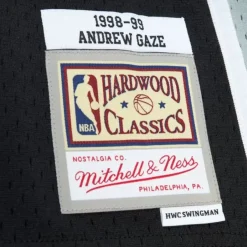 1998-99
ANDREW GAZE
HARDWOOD
NBA
CLASSICS
NOSTALGIA CO.
Mitchell & Ness
PHILADELPHIA, PA.
HWC SWINGMAN